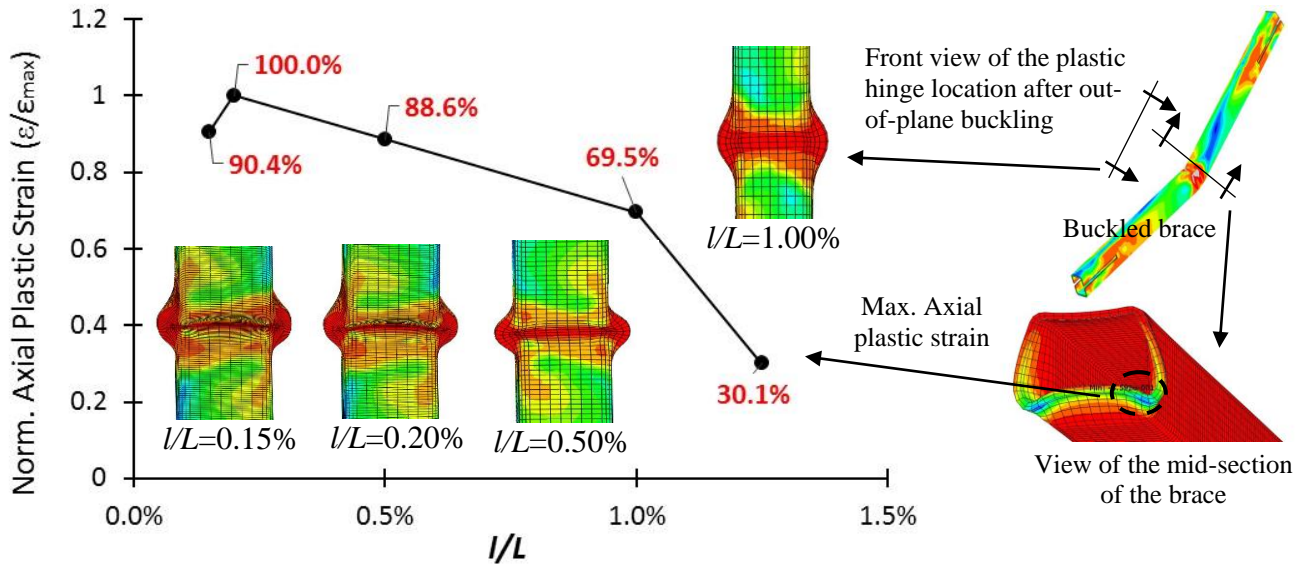 Norm. Axial Plastic Strain (ε/εmax)
1.2
1
0.8
0.6
0.4
0.2
0
0.0%
0.5%
1.0%
1.5%
l/L
90.4%
100.0%
88.6%
69.5%
30.1%
l/L=0.15%
l/L=0.20%
l/L=0.50%
l/L=1.00%
Front view of the plastic
hinge location after out-
of-plane buckling
Buckled brace
Max. Axial
plastic strain
View of the mid-section
of the brace